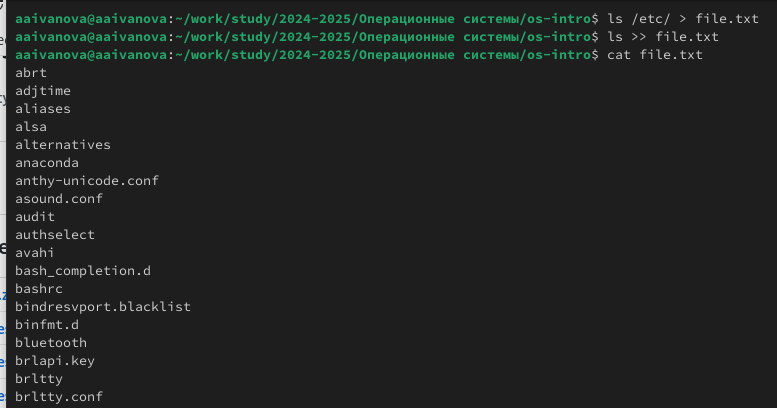 aaivanova@aaivanova:~/work/study/2024-2025/Операционные системы/os-intro$ ls /etc/ > file.txt
aaivanova@aaivanova:~/work/study/2024-2025/Операционные системы/os-intro$ ls >> file.txt
aaivanova@aaivanova:~/work/study/2024-2025/Операционные системы/os-intro$ cat file.txt
abrt
adjtime
aliases
alsa
alternatives
anaconda
anthy-unicode.conf
asound.conf
audit
authselect
avahi
bash_completion.d
bashrc
bindresvport.blacklist
binfmt.d
bluetooth
brlapi.key
brltty
brltty.conf